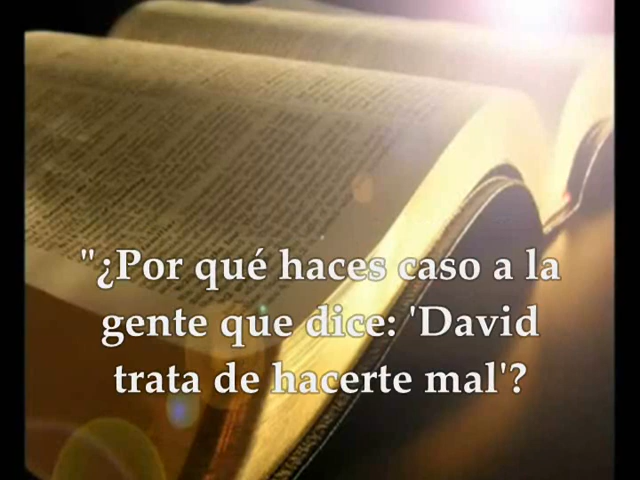 "¿Por qué haces caso a la
gente que dice: 'David
trata de hacerte mal'?